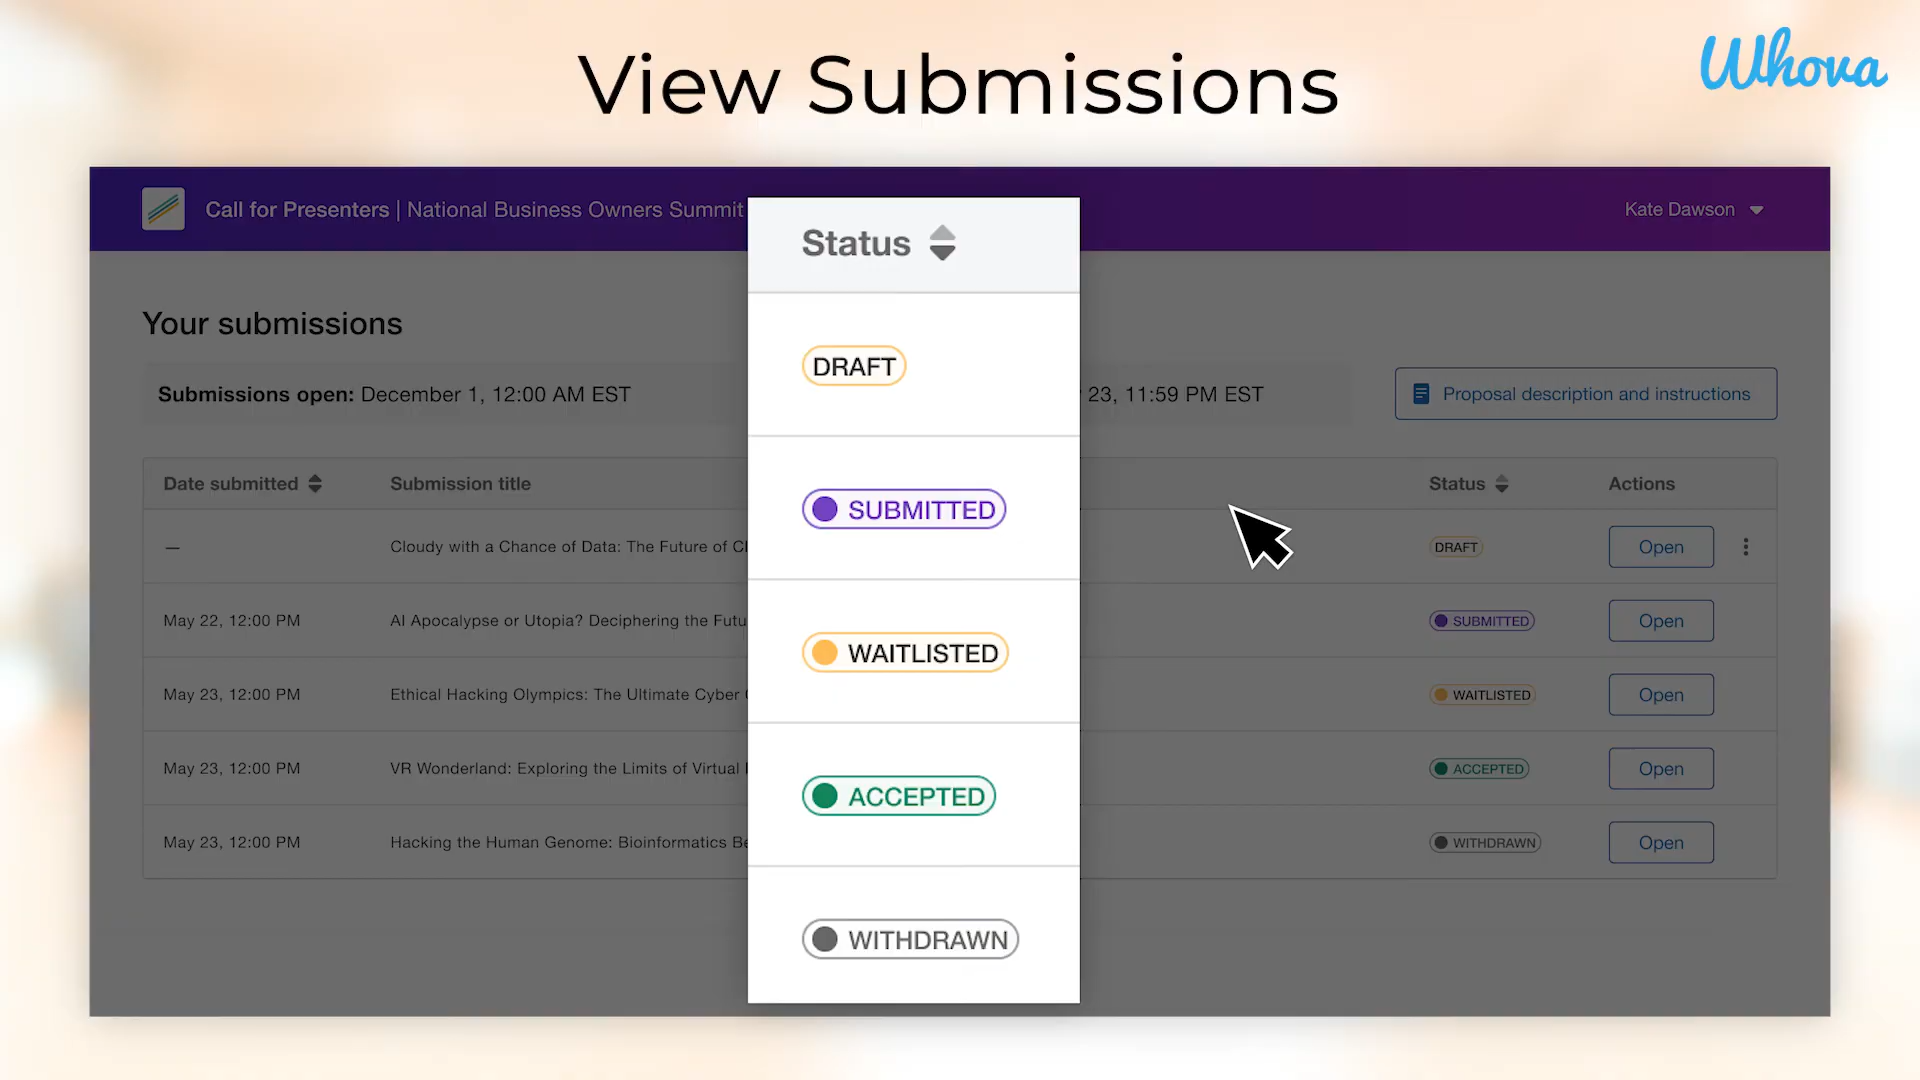 View Submissions
Whova
Call for Presenters | National Business Owners Summit
Kate Dawson
Your submissions
Submissions open: December 1, 12:00 AM EST
23, 11:59 PM EST
Proposal description and instructions
Date submitted Submission title Status Actions
— Cloudy with a Chance of Data: The Future of DRAFT Open
May 22, 12:00 PM AI Apocalypse or Utopia? Deciphering the SUBMITTED Open
May 23, 12:00 PM Ethical Hacking Olympics: The Ultimate Cyber WAITLISTED Open
May 23, 12:00 PM VR Wonderland: Exploring the Limits of Virtual ACCEPTED Open
May 23, 12:00 PM Hacking the Human Genome: Bioinformatics WITHDRAWN Open
Status
DRAFT
SUBMITTED
WAITLISTED
ACCEPTED
WITHDRAWN